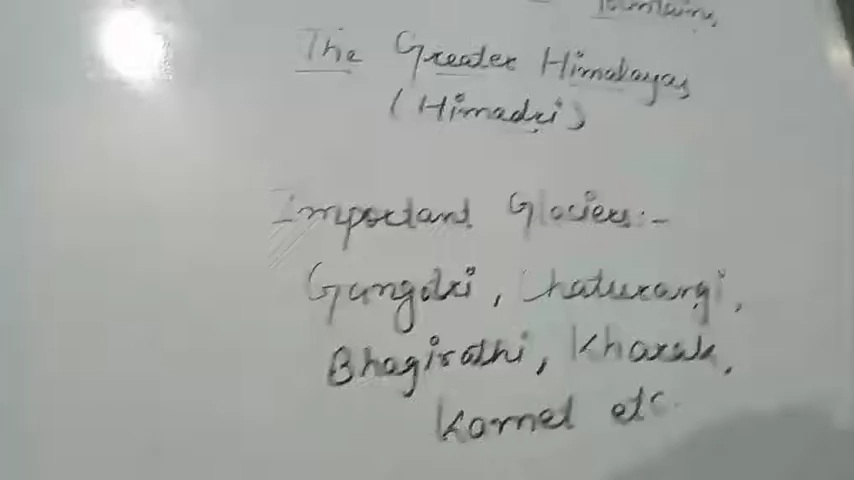 The Greater Himalayas
(Himadri)
Important Glaciers:-
Gangotri, Chaturangi,
Bhagirathi, Kharak,
Kamet etc.